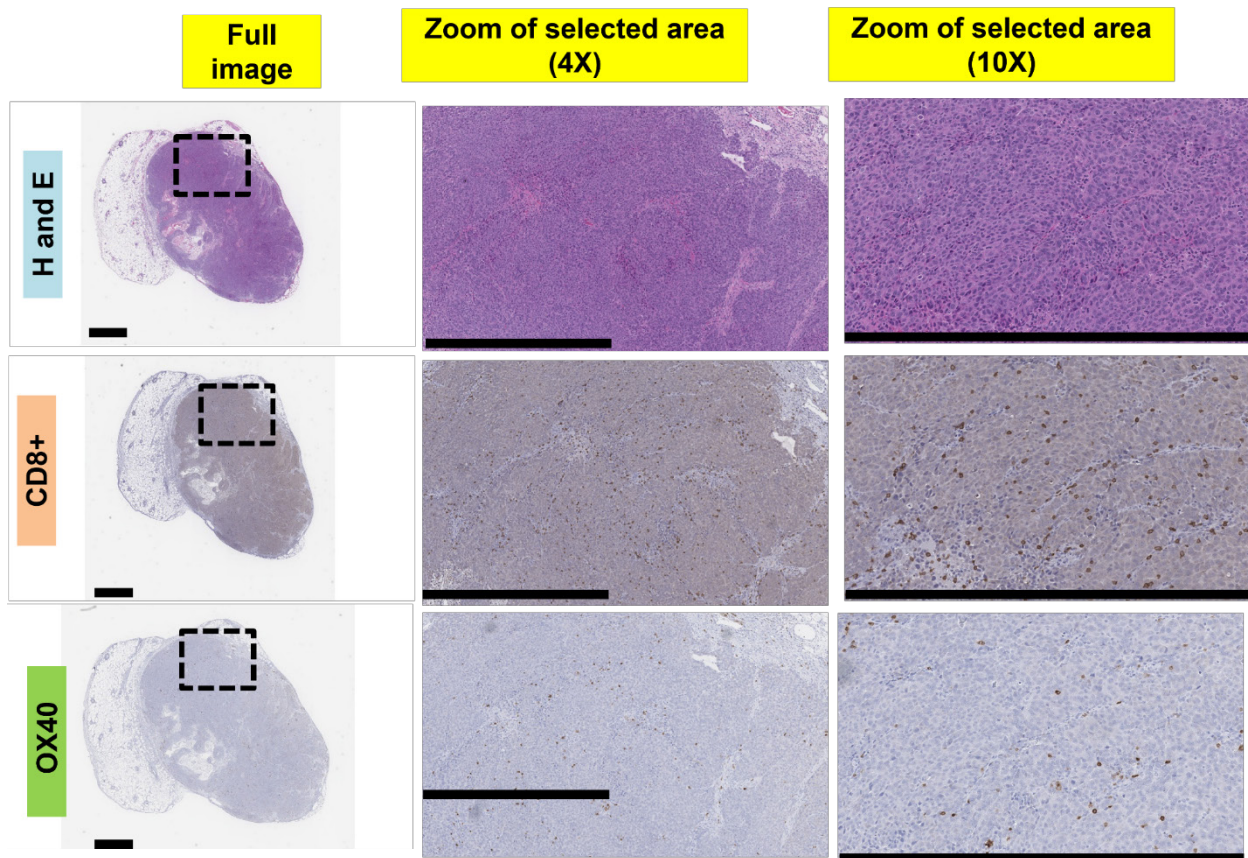 Full
image
Zoom of selected area
(4X)
Zoom of selected area
(10X)
H and E
CD8+
OX40